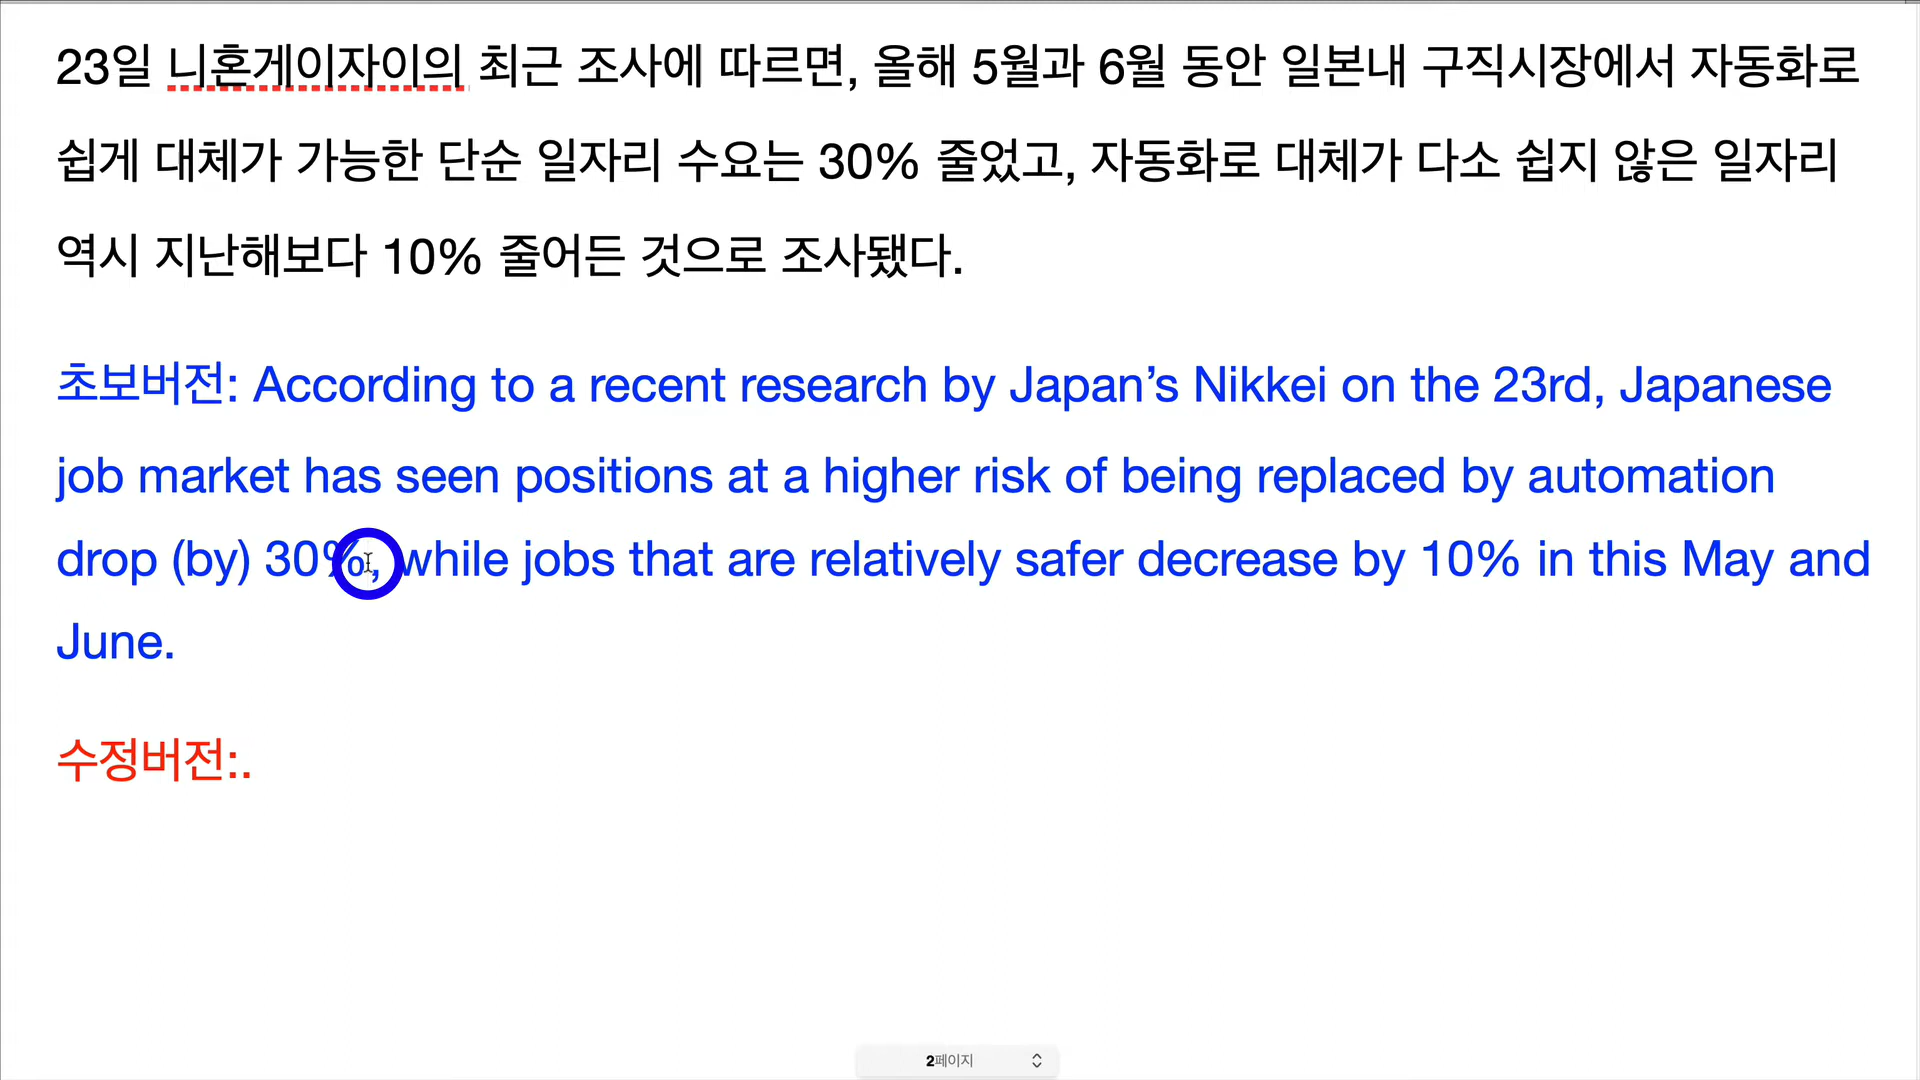 23일 니혼게이자이의 최근 조사에 따르면, 올해 5월과 6월 동안 일본내 구직시장에서 자동화로
쉽게 대체가 가능한 단순 일자리 수요는 30% 줄었고, 자동화로 대체가 다소 쉽지 않은 일자리
역시 지난해보다 10% 줄어든 것으로 조사됐다.
초보버전: According to a recent research by Japan’s Nikkei on the 23rd, Japanese
job market has seen positions at a higher risk of being replaced by automation
drop (by) 30%, while jobs that are relatively safer decrease by 10% in this May and
June.
수정버전:.
2페이지